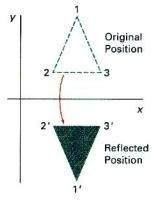 y
1
Original
Position
2 3
x
2' 3'
Reflected
Position
1'